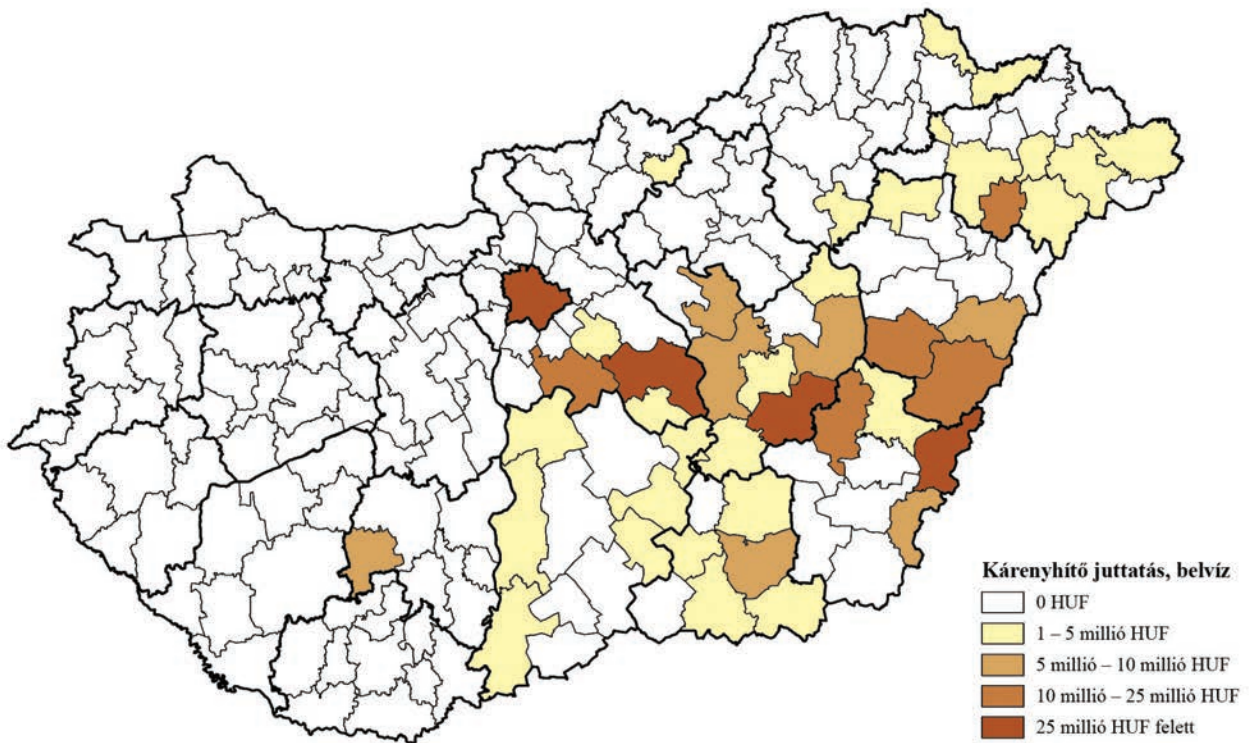 Kárenyhítő juttatás, belvíz
0 HUF
1 – 5 millió HUF
5 millió – 10 millió HUF
10 millió – 25 millió HUF
25 millió HUF felett